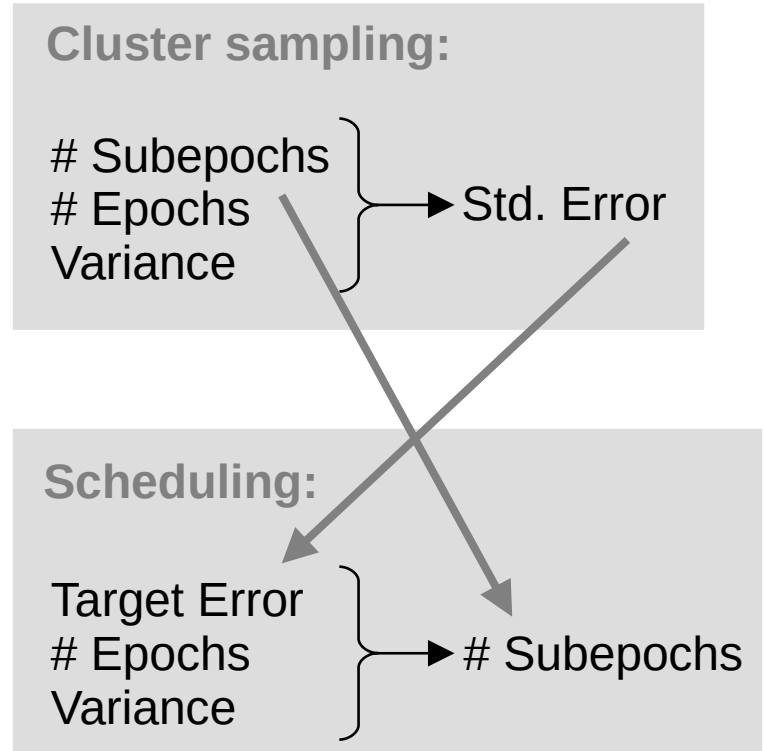 Cluster sampling:
# Subepochs
# Epochs
Variance
Std. Error
Scheduling:
Target Error
# Epochs
Variance
# Subepochs